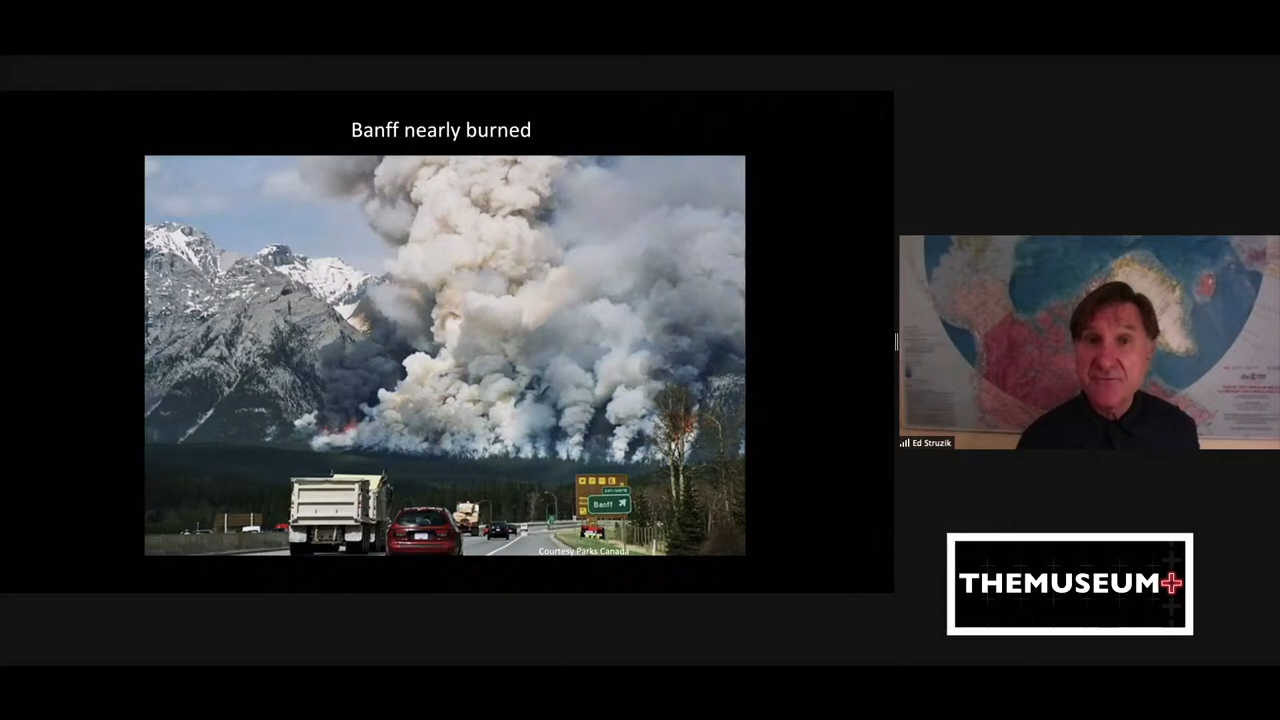 Banff nearly burned
Banff
Courtesy Parks Canada
Ed Struzik
THEMUSEUM+